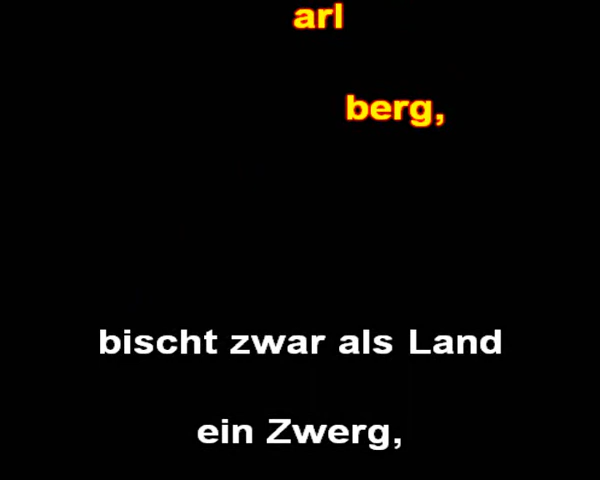 arl
berg,
bischt zwar als Land
ein Zwerg,